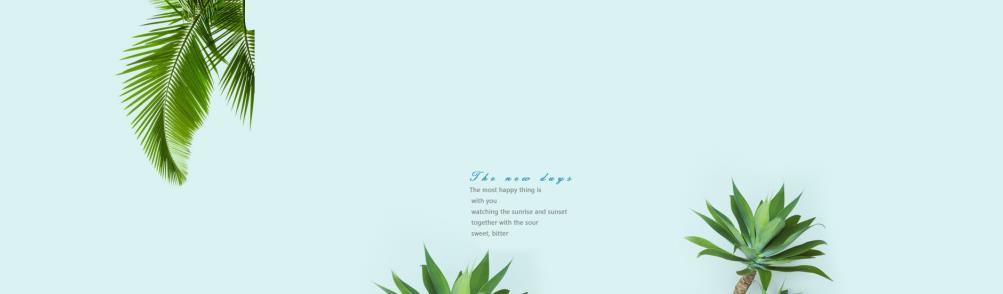 The new days
The most happy thing is
with you
watching the sunrise and sunset
together with the sour
sweet, bitter